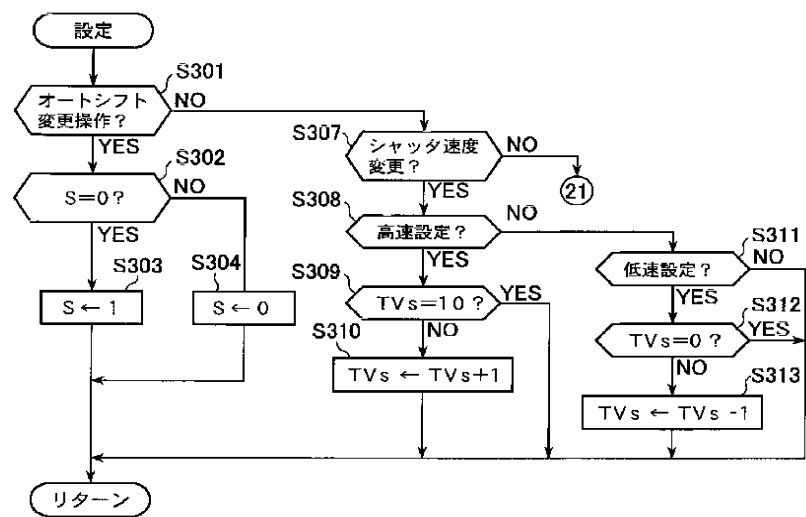 設定
S301
オートシフト
変更操作？
NO
YES
S302
S=0？
NO
YES
S303
S ← 1
S304
S ← 0
S307
シャッタ速度
変更？
NO
21
YES
S308
高速設定？
NO
YES
S309
TVs=10？
YES
NO
S310
TVs ← TVs+1
S311
低速設定？
NO
YES
S312
TVs=0？
YES
NO
S313
TVs ← TVs -1
リターン